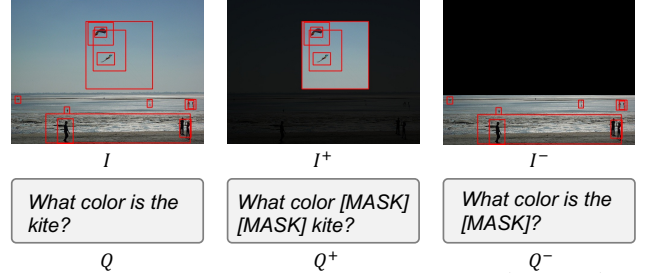 I
I⁺
I⁻
What color is the
kite?
What color [MASK]
[MASK] kite?
What color is the
[MASK]?
Q
Q⁺
Q⁻